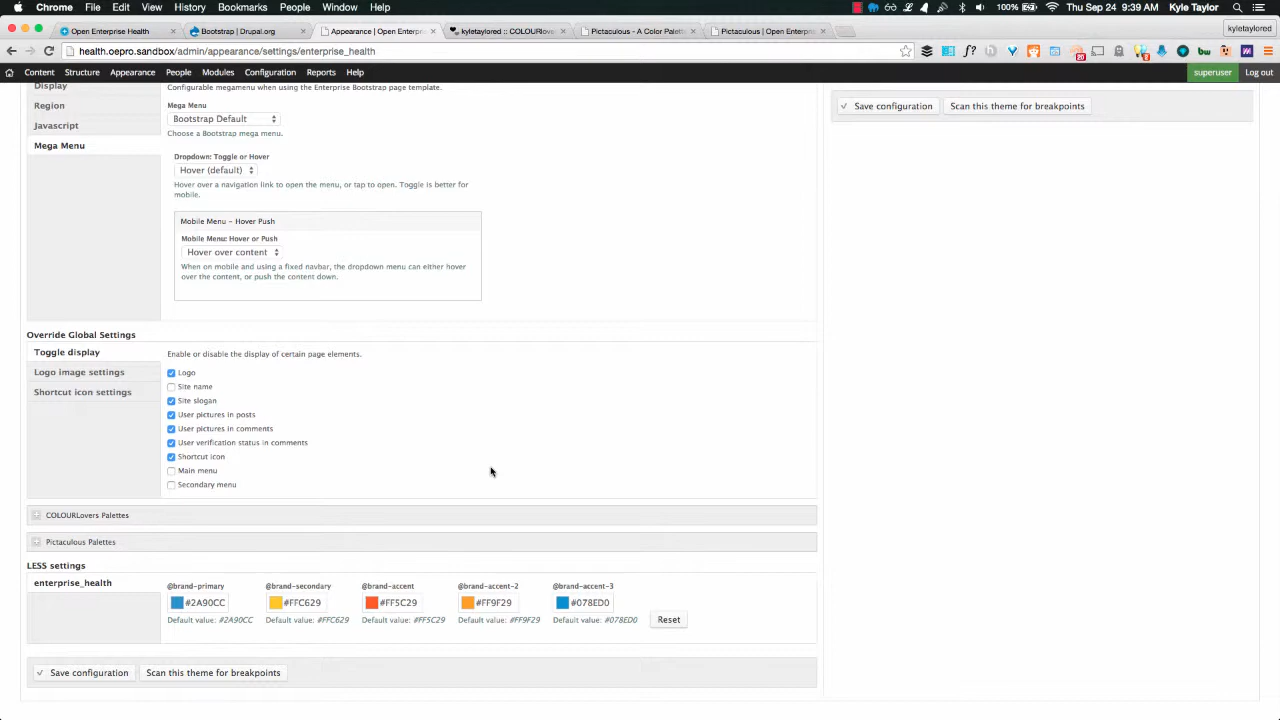 Chrome File Edit View History Bookmarks People Window Help 100% Thu Sep 24 9:39 AM Kyle Taylor
Open Enterprise Health Bootstrap | Drupal.org Appearance | Open Enterpri kyletaylored :: COLOURlove Pictaculous - A Color Palet Pictaculous | Open Enterpr kyletaylored
health.oepro.sandbox/admin/appearance/settings/enterprise_health
Content Structure Appearance People Modules Configuration Reports Help superuser Log out
Display
Configurable megamenu when using the Enterprise Bootstrap page template.
Region
Mega Menu
Save configuration Scan this theme for breakpoints
Javascript
Bootstrap Default
Choose a Bootstrap mega menu.
Mega Menu
Dropdown: Toggle or Hover
Hover (default)
Hover over a navigation link to open the menu, or tap to open. Toggle is better for
mobile.
Mobile Menu - Hover Push
Mobile Menu: Hover or Push
Hover over content
When on mobile and using a fixed navbar, the dropdown menu can either hover
over the content, or push the content down.
Override Global Settings
Toggle display
Enable or disable the display of certain page elements.
Logo image settings
Logo
Shortcut icon settings
Site name
Site slogan
User pictures in posts
User pictures in comments
User verification status in comments
Shortcut icon
Main menu
Secondary menu
COLOURLovers Palettes
Pictaculous Palettes
LESS settings
enterprise_health
@brand-primary @brand-secondary @brand-accent @brand-accent-2 @brand-accent-3
#2A90CC #FFC629 #FF5C29 #FF9F29 #078ED0
Default value: #2A90CC Default value: #FFC629 Default value: #FF5C29 Default value: #FF9F29 Default value: #078ED0 Reset
Save configuration Scan this theme for breakpoints